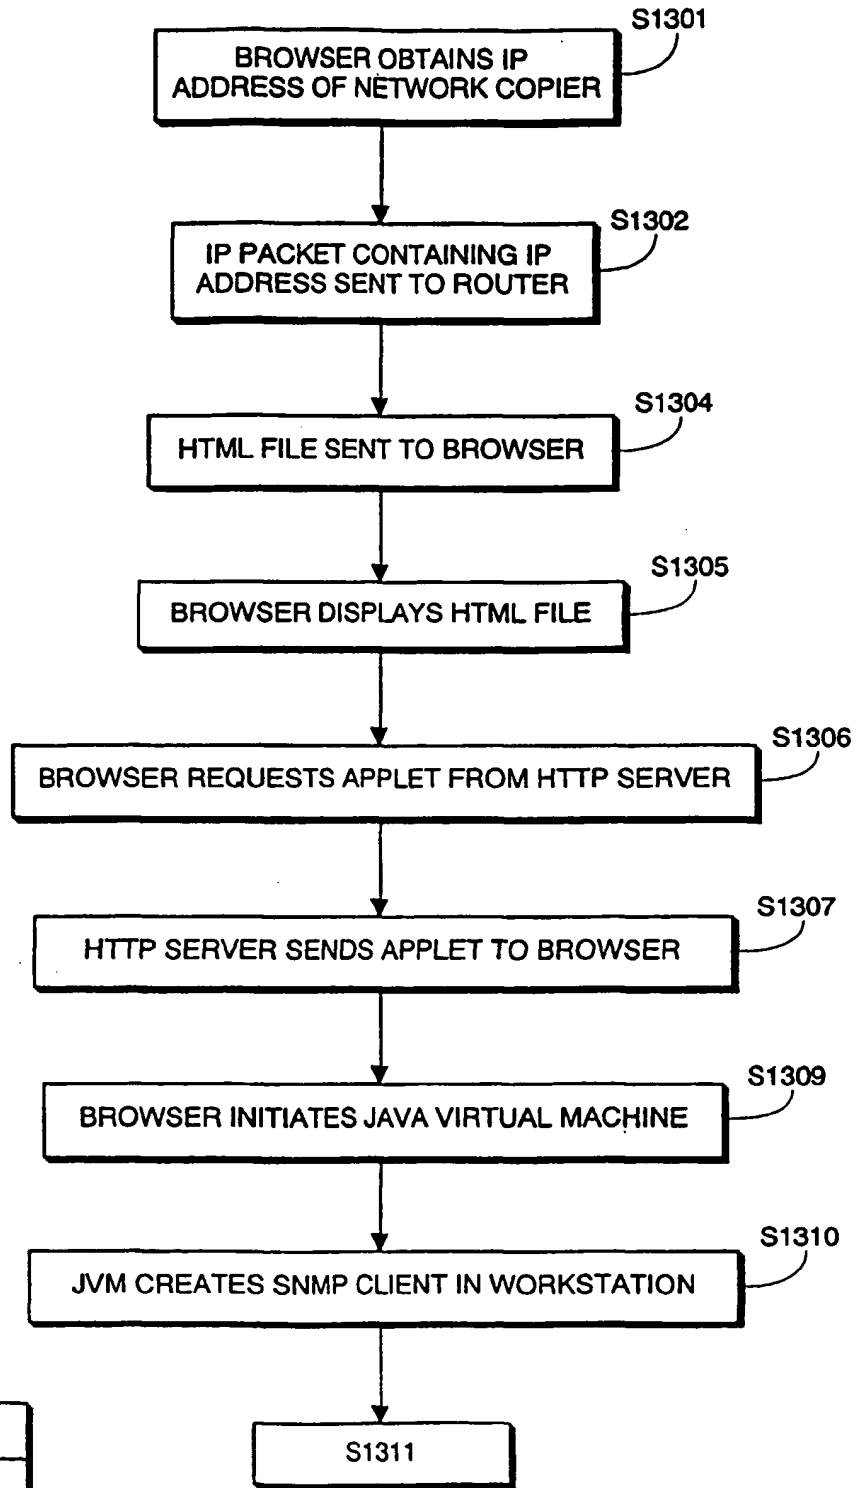 S1301
BROWSER OBTAINS IP
ADDRESS OF NETWORK COPIER
S1302
IP PACKET CONTAINING IP
ADDRESS SENT TO ROUTER
S1304
HTML FILE SENT TO BROWSER
S1305
BROWSER DISPLAYS HTML FILE
S1306
BROWSER REQUESTS APPLET FROM HTTP SERVER
S1307
HTTP SERVER SENDS APPLET TO BROWSER
S1309
BROWSER INITIATES JAVA VIRTUAL MACHINE
S1310
JVM CREATES SNMP CLIENT IN WORKSTATION
S1311